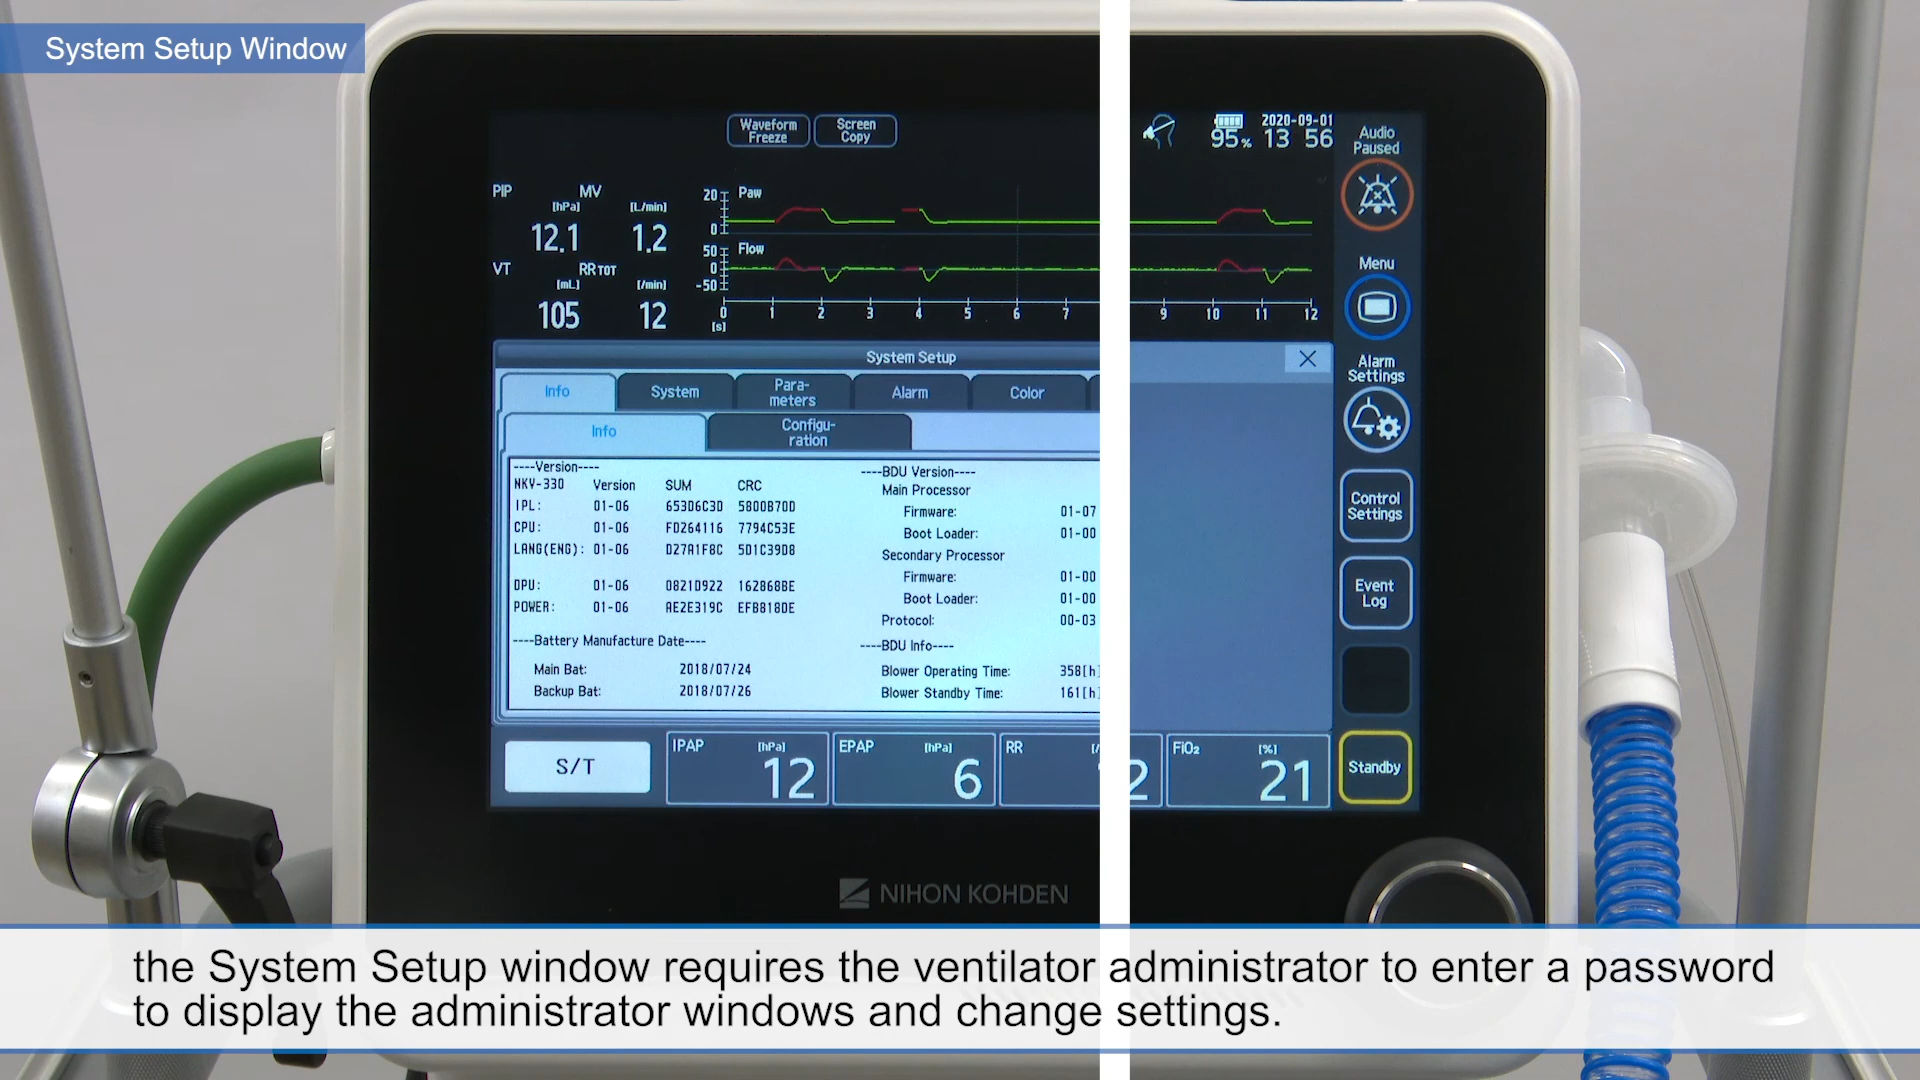 System Setup Window
Waveform Freeze
Screen Copy
95% 2020-09-01 13 56
Audio Paused
PIP [hPa] 12.1
MV [L/min] 1.2
VT [mL] 105
RR TOT [/min] 12
20 Paw
0
50 Flow
0
-50
0 1 2 3 4 5 6 7 9 10 11 12
[s]
Menu
Alarm Settings
Control Settings
Event Log
Standby
System Setup
Info System Para-meters Alarm Color
Info Configu-ration
----Version----
NKV-330 Version SUM CRC
IPL: 01-06 653D6C3D 5800B70D
CPU: 01-06 FD264116 7794C53E
LANG(ENG): 01-06 D27A1F8C 5D1C39D8
DPU: 01-06 0821D922 162868BE
POWER: 01-06 AE2E319C EFB818DE
----Battery Manufacture Date----
Main Bat: 2018/07/24
Backup Bat: 2018/07/26
----BDU Version----
Main Processor
Firmware: 01-07
Boot Loader: 01-00
Secondary Processor
Firmware: 01-00
Boot Loader: 01-00
Protocol: 00-03
----BDU Info----
Blower Operating Time: 358[h]
Blower Standby Time: 161[h]
S/T
IPAP [hPa] 12
EPAP [hPa] 6
RR
2
FiO₂ [%] 21
NIHON KOHDEN
the System Setup window requires the ventilator administrator to enter a password
to display the administrator windows and change settings.